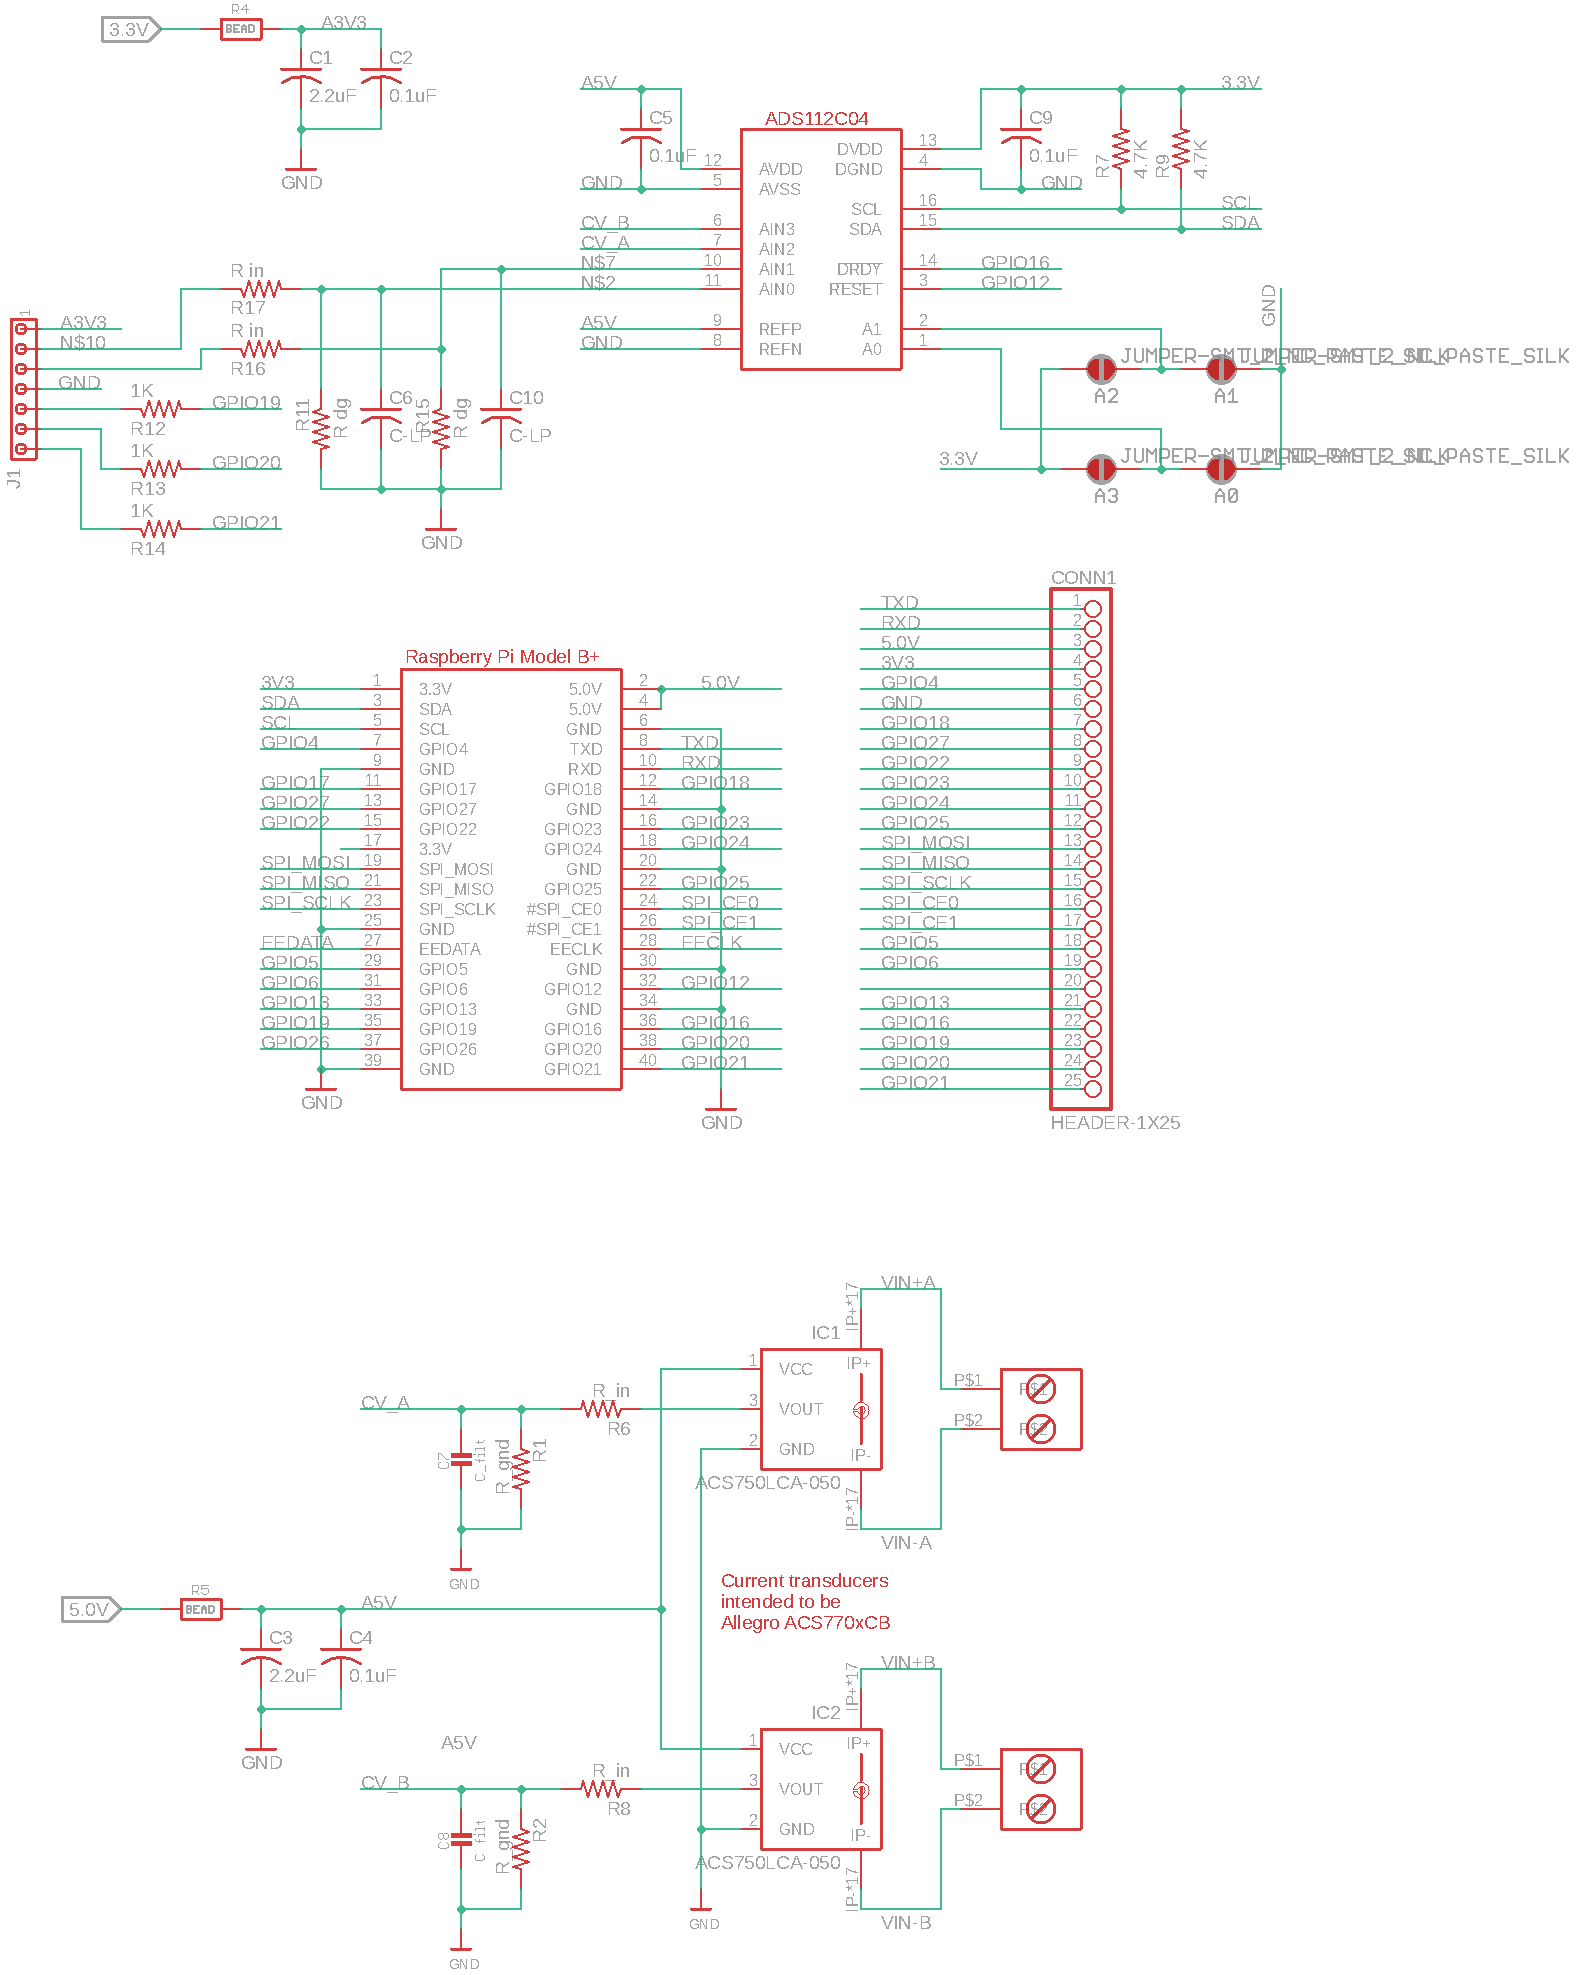 R4
3.3V
BEAD
A3V3
C1
2.2uF
C2
0.1uF
GND
A5V
C5
0.1uF
GND
CV_B
CV_A
N$7
N$2
A5V
GND
ADS112C04
12 AVDD
5 AVSS
6 AIN3
7 AIN2
10 AIN1
11 AIN0
9 REFP
8 REFN
DVDD 13
DGND 4
SCL 16
SDA 15
DRDY 14
RESET 3
A1 2
A0 1
C9
0.1uF
GND
3.3V
R7
4.7K
R9
4.7K
SCL
SDA
GPIO16
GPIO12
GND
A2
A1
3.3V
A3
A0
JUMPER-SMT_2_NC_PASTE_SILK
JUMPER-SMT_2_NC_PASTE_SILK
R in
R17
R in
R16
1
A3V3
N$10
GND
J1
1K
R12
GPIO19
1K
R13
GPIO20
1K
R14
GPIO21
R11
R dg
C6
C-LP
R15
R dg
C10
C-LP
GND
Raspberry Pi Model B+
3V3 1 3.3V
SDA 3 SDA
SCL 5 SCL
GPIO4 7 GPIO4
9 GND
GPIO17 11 GPIO17
GPIO27 13 GPIO27
GPIO22 15 GPIO22
17 3.3V
SPI_MOSI 19 SPI_MOSI
SPI_MISO 21 SPI_MISO
SPI_SCLK 23 SPI_SCLK
25 GND
EEDATA 27 EEDATA
GPIO5 29 GPIO5
GPIO6 31 GPIO6
GPIO13 33 GPIO13
GPIO19 35 GPIO19
GPIO26 37 GPIO26
39 GND
GND
5.0V 2 5.0V
5.0V 4
GND 6
TXD 8 TXD
RXD 10 RXD
GPIO18 12 GPIO18
GND 14
GPIO23 16 GPIO23
GPIO24 18 GPIO24
GND 20
GPIO25 22 GPIO25
#SPI_CE0 24 SPI_CE0
#SPI_CE1 26 SPI_CE1
EECLK 28 EECLK
GND 30
GPIO12 32 GPIO12
GND 34
GPIO16 36 GPIO16
GPIO20 38 GPIO20
GPIO21 40 GPIO21
GND
CONN1
TXD 1
RXD 2
5.0V 3
3V3 4
GPIO4 5
GND 6
GPIO18 7
GPIO27 8
GPIO22 9
GPIO23 10
GPIO24 11
GPIO25 12
SPI_MOSI 13
SPI_MISO 14
SPI_SCLK 15
SPI_CE0 16
SPI_CE1 17
GPIO5 18
GPIO6 19
20
GPIO13 21
GPIO16 22
GPIO19 23
GPIO20 24
GPIO21 25
HEADER-1X25
VIN+A
IP+*17
IC1
1 VCC
3 VOUT
2 GND
IP+
IP-
ACS750LCA-050
IP-*17
VIN-A
P$1 P$1
P$2 P$2
CV_A
R_in
R6
C7
C_filt
R_gnd
R1
GND
Current transducers
intended to be
Allegro ACS770xCB
5.0V
R5
BEAD
A5V
C3
2.2uF
C4
0.1uF
GND
A5V
VIN+B
IP+*17
IC2
1 VCC
3 VOUT
2 GND
IP+
IP-
ACS750LCA-050
IP-*17
VIN-B
P$1 P$1
P$2 P$2
CV_B
R_in
R8
C8
C_filt
R_gnd
R2
GND
GND